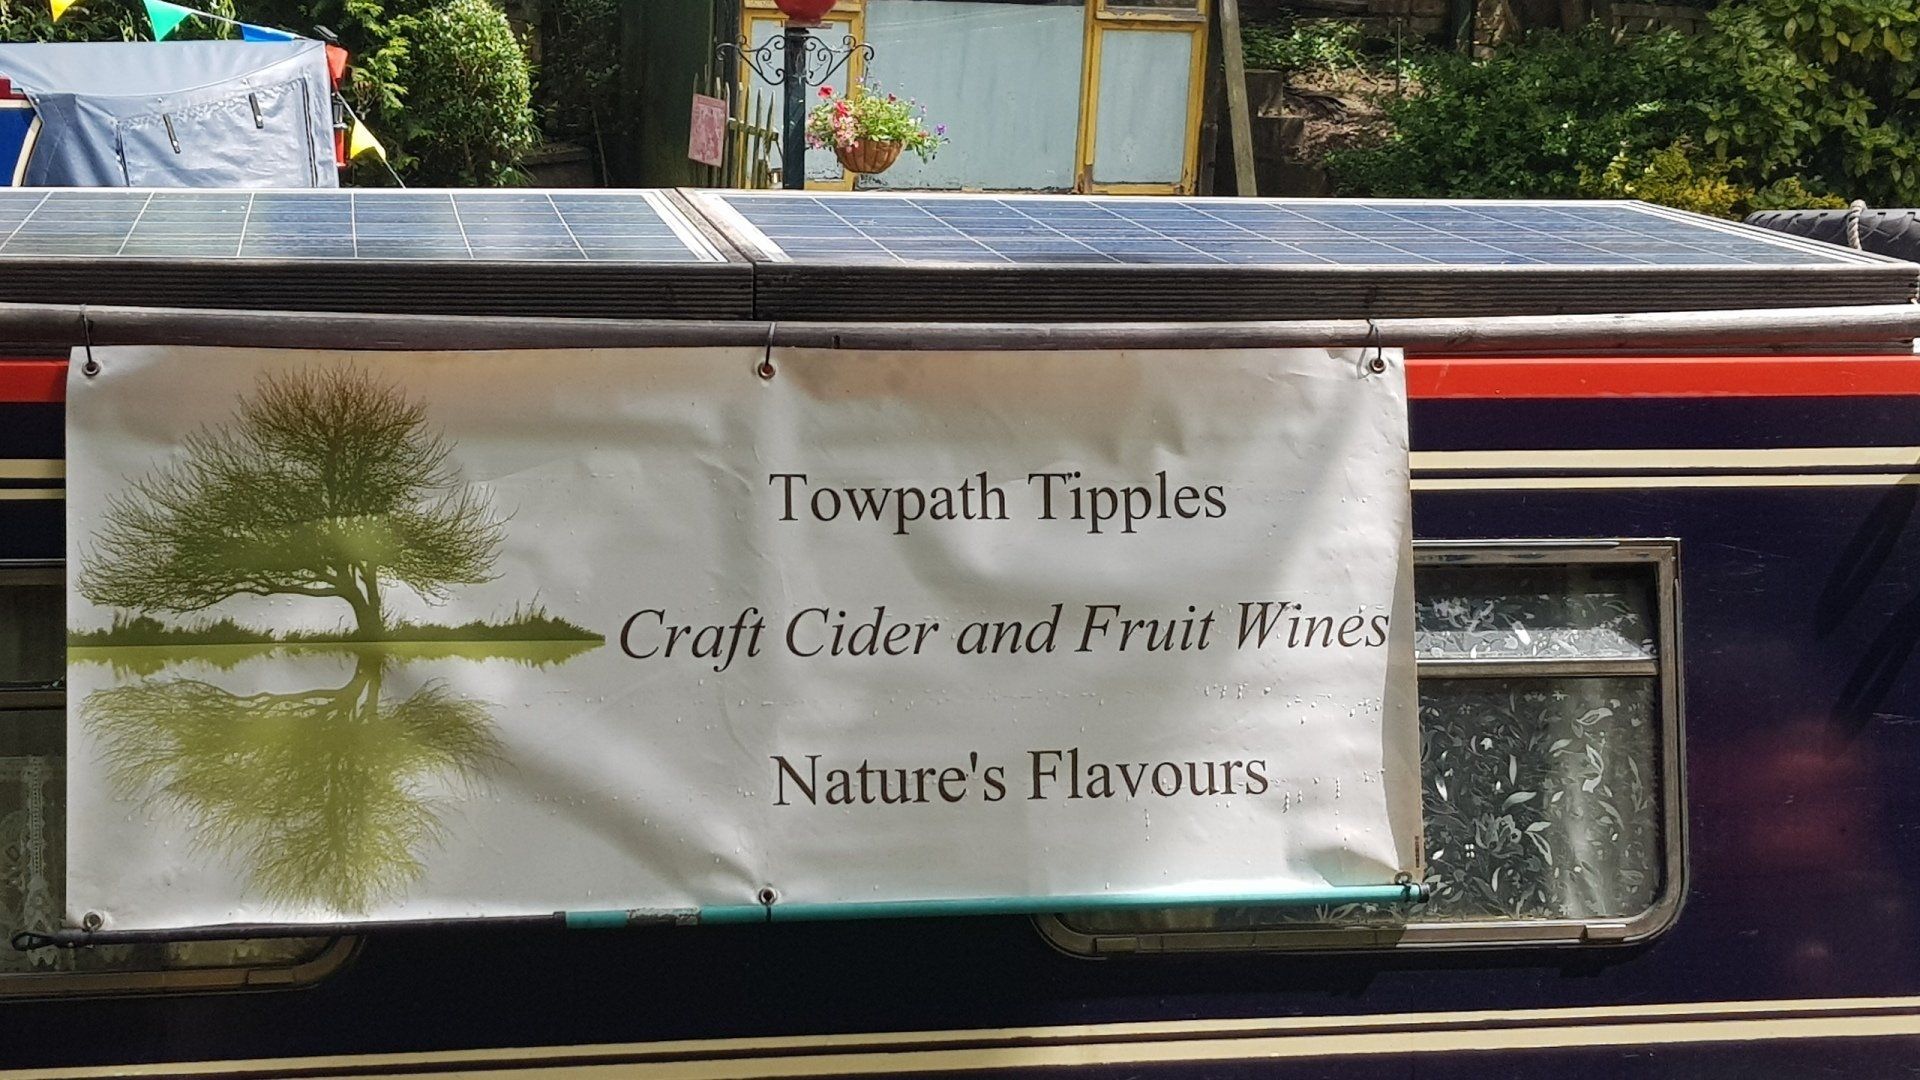 Towpath Tipples
Craft Cider and Fruit Wines
Nature's Flavours